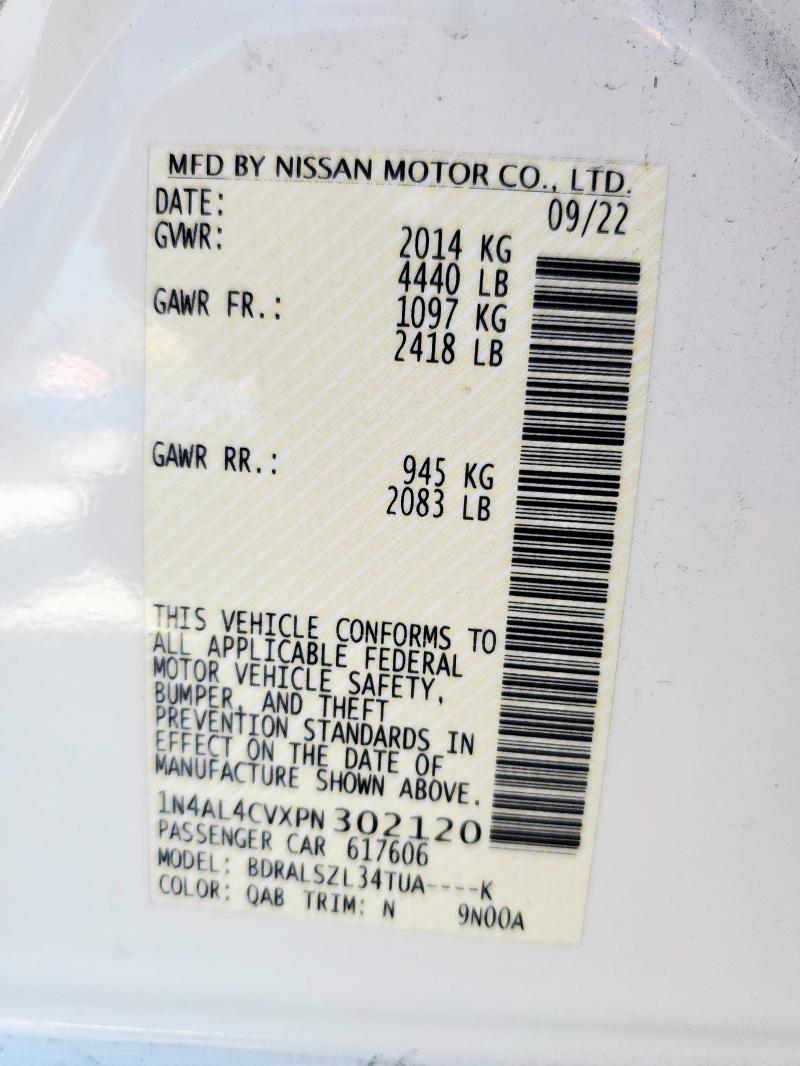 MFD BY NISSAN MOTOR CO., LTD.
DATE: 09/22
GVWR: 2014 KG
4440 LB
GAWR FR.: 1097 KG
2418 LB
GAWR RR.: 945 KG
2083 LB
THIS VEHICLE CONFORMS TO
ALL APPLICABLE FEDERAL
MOTOR VEHICLE SAFETY,
BUMPER, AND THEFT
PREVENTION STANDARDS IN
EFFECT ON THE DATE OF
MANUFACTURE SHOWN ABOVE.
1N4AL4CVXPN302120
PASSENGER CAR 617606
MODEL: BDRALSZL34TUA----K
COLOR: QAB TRIM: N 9N00A